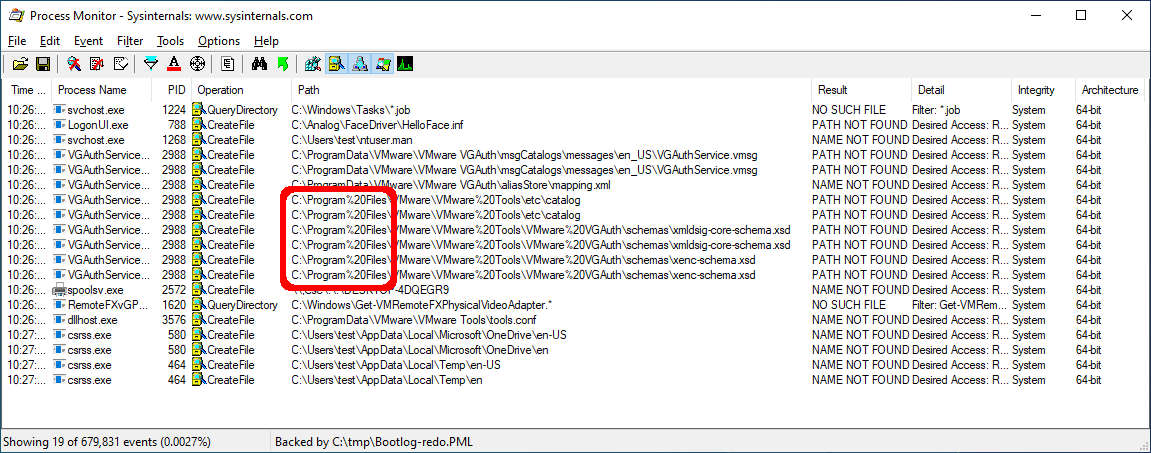 Process Monitor - Sysinternals: www.sysinternals.com
File Edit Event Filter Tools Options Help
Time ... Process Name PID Operation Path Result Detail Integrity Architecture
10:26:... svchost.exe 1224 QueryDirectory C:\Windows\Tasks\*.job NO SUCH FILE Filter: *.job System 64-bit
10:26:... LogonUI.exe 788 CreateFile C:\Analog\FaceDriver\HelloFace.inf PATH NOT FOUND Desired Access: R... System 64-bit
10:26:... svchost.exe 1268 CreateFile C:\Users\test\ntuser.man NAME NOT FOUND Desired Access: R... System 64-bit
10:26:... VGAuthService... 2988 CreateFile C:\ProgramData\VMware\VMware VGAuth\msgCatalogs\messages\en_US\VGAuthService.vmsg PATH NOT FOUND Desired Access: R... System 64-bit
10:26:... VGAuthService... 2988 CreateFile C:\ProgramData\VMware\VMware VGAuth\msgCatalogs\messages\en_US\VGAuthService.vmsg PATH NOT FOUND Desired Access: R... System 64-bit
10:26:... VGAuthService... 2988 CreateFile C:\ProgramData\VMware\VMware VGAuth\aliasStore\mapping.xml NAME NOT FOUND Desired Access: R... System 64-bit
10:26:... VGAuthService... 2988 CreateFile C:\Program%20Files\VMware\VMware%20Tools\etc\catalog PATH NOT FOUND Desired Access: R... System 64-bit
10:26:... VGAuthService... 2988 CreateFile C:\Program%20Files\VMware\VMware%20Tools\etc\catalog PATH NOT FOUND Desired Access: R... System 64-bit
10:26:... VGAuthService... 2988 CreateFile C:\Program%20Files\VMware\VMware%20Tools\VMware%20VGAuth\schemas\xmldsig-core-schema.xsd PATH NOT FOUND Desired Access: R... System 64-bit
10:26:... VGAuthService... 2988 CreateFile C:\Program%20Files\VMware\VMware%20Tools\VMware%20VGAuth\schemas\xmldsig-core-schema.xsd PATH NOT FOUND Desired Access: R... System 64-bit
10:26:... VGAuthService... 2988 CreateFile C:\Program%20Files\VMware\VMware%20Tools\VMware%20VGAuth\schemas\xenc-schema.xsd PATH NOT FOUND Desired Access: R... System 64-bit
10:26:... VGAuthService... 2988 CreateFile C:\Program%20Files\VMware\VMware%20Tools\VMware%20VGAuth\schemas\xenc-schema.xsd PATH NOT FOUND Desired Access: R... System 64-bit
10:26:... spoolsv.exe 2572 CreateFile -4DQEGR9 NAME NOT FOUND Desired Access: R... System 64-bit
10:26:... RemoteFXvGP... 1620 QueryDirectory C:\Windows\Get-VMRemoteFXPhysicalVideoAdapter.* NO SUCH FILE Filter: Get-VMRem... System 64-bit
10:26:... dllhost.exe 3576 CreateFile C:\ProgramData\VMware\VMware Tools\tools.conf NAME NOT FOUND Desired Access: R... System 64-bit
10:27:... csrss.exe 580 CreateFile C:\Users\test\AppData\Local\Microsoft\OneDrive\en-US NAME NOT FOUND Desired Access: R... System 64-bit
10:27:... csrss.exe 580 CreateFile C:\Users\test\AppData\Local\Microsoft\OneDrive\en NAME NOT FOUND Desired Access: R... System 64-bit
10:27:... csrss.exe 464 CreateFile C:\Users\test\AppData\Local\Temp\en-US NAME NOT FOUND Desired Access: R... System 64-bit
10:27:... csrss.exe 464 CreateFile C:\Users\test\AppData\Local\Temp\en NAME NOT FOUND Desired Access: R... System 64-bit
Showing 19 of 679,831 events (0.0027%) Backed by C:\tmp\Bootlog-redo.PML